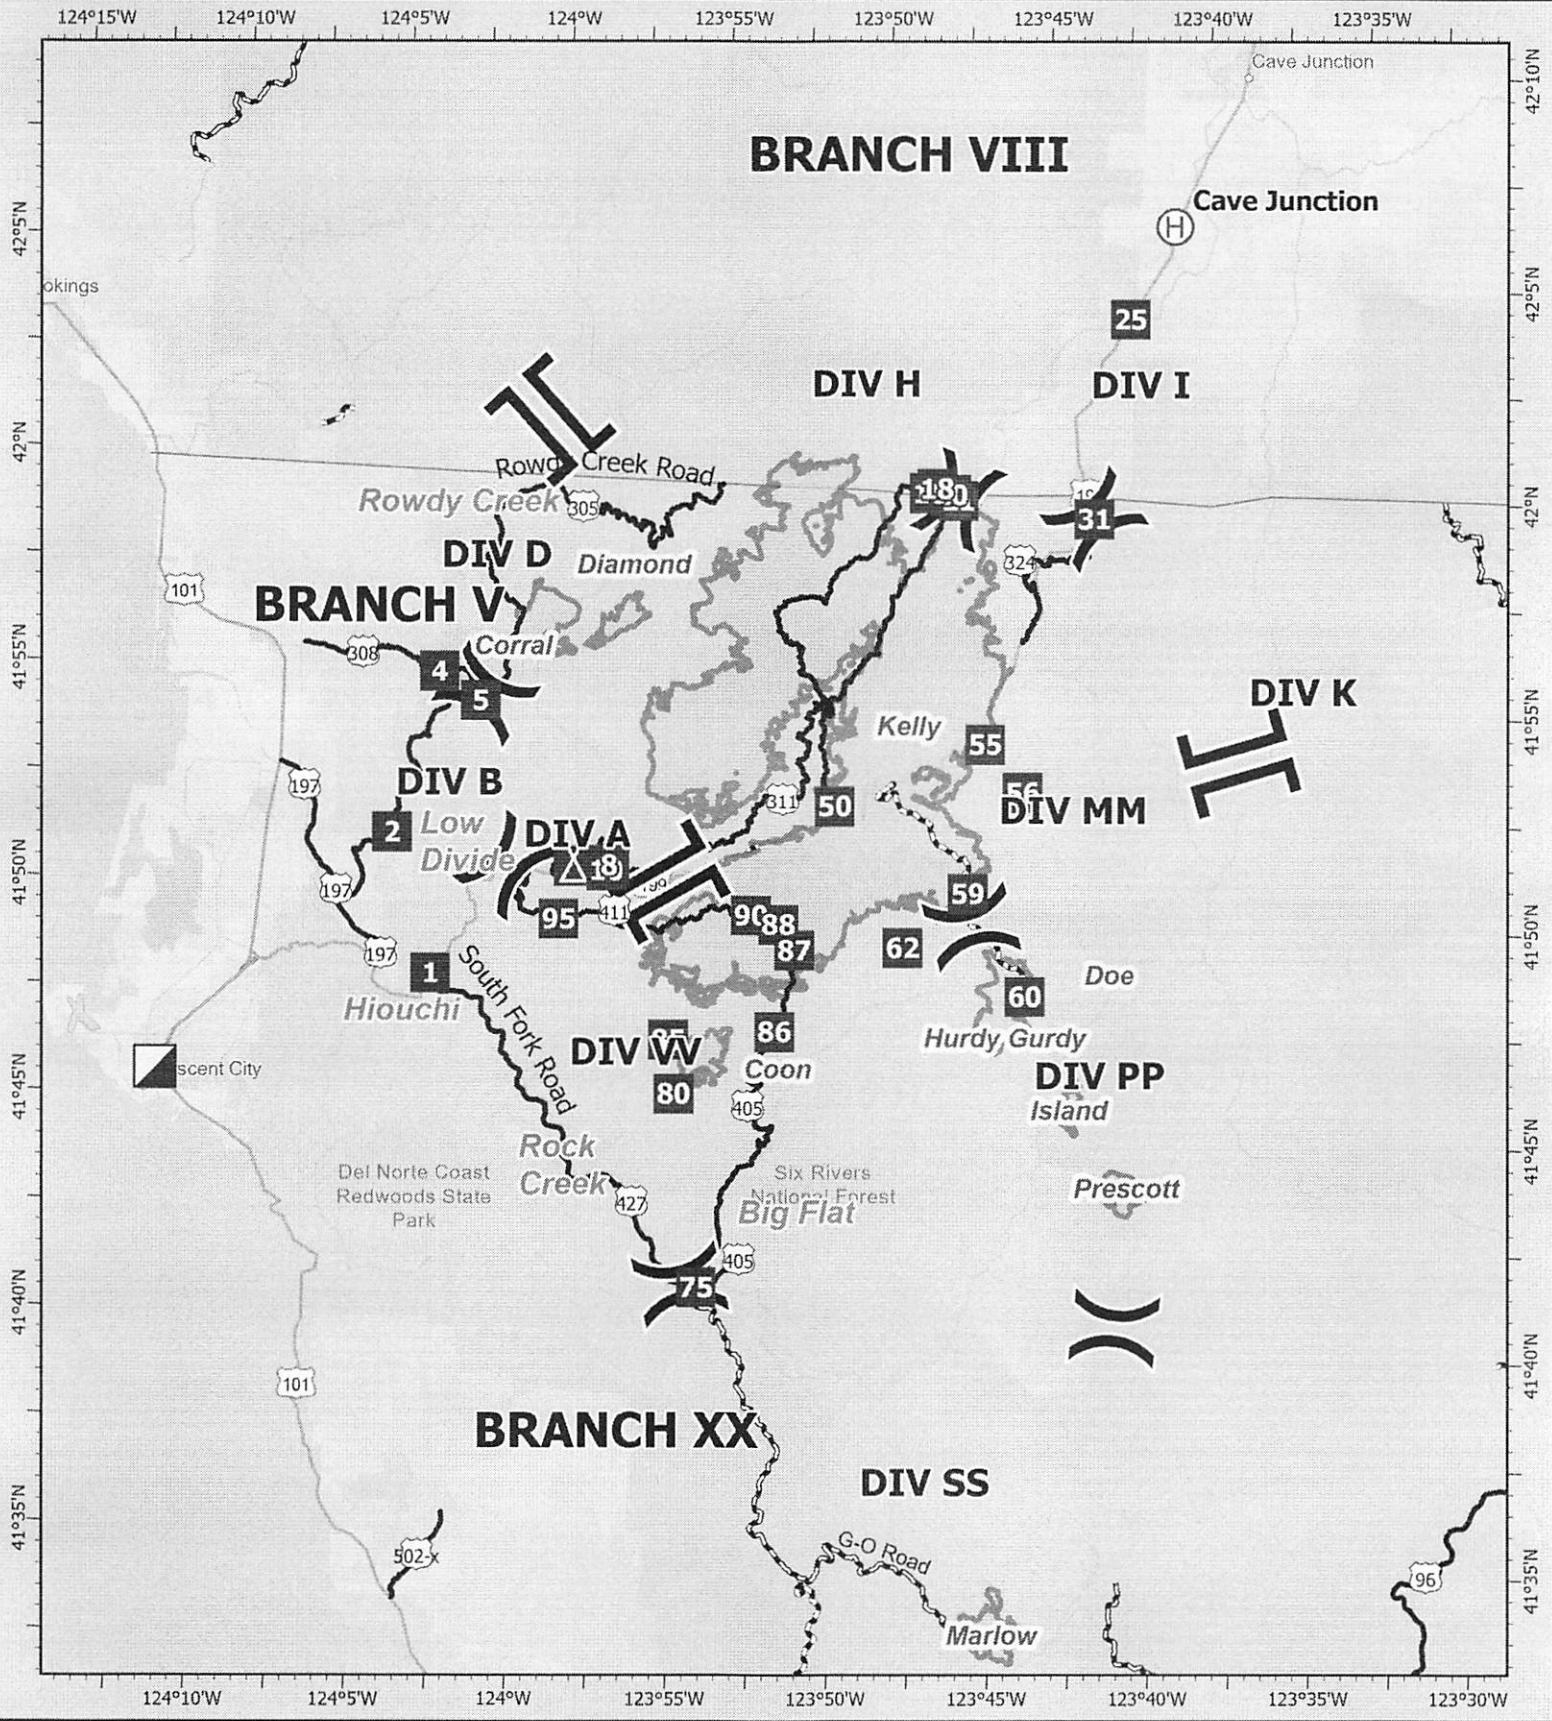 124°15'W 124°10'W 124°5'W 124°W 123°55'W 123°50'W 123°45'W 123°40'W 123°35'W
Cave Junction
42°10'N
BRANCH VIII
Cave Junction
H
42°5'N
okings
42°5'N
25
DIV H
DIV I
42°N
Creek Road
Rowdy Creek
305
18
42°N
31
DIV D
Diamond
324
101
BRANCH V
Corral
308
4
5
41°55'N
DIV K
Kelly
55
41°55'N
197
DIV B
311
50
DIV MM
2
Low
Divide
DIV A
41°50'N
197
59
95
411
90
88
87
62
41°50'N
197
1
South Fork Road
Hiouchi
Doe
60
86
Hurdy Gurdy
DIV VV
Coon
scent City
DIV PP
41°45'N
80
405
Island
Rock
Creek
41°45'N
Del Norte Coast
Redwoods State
Park
Six Rivers
National Forest
Big Flat
Prescott
427
405
75
41°40'N
41°40'N
101
BRANCH XX
DIV SS
41°35'N
G-O Road
502-x
96
41°35'N
Marlow
124°10'W 124°5'W 124°W 123°55'W 123°50'W 123°45'W 123°40'W 123°35'W 123°30'W